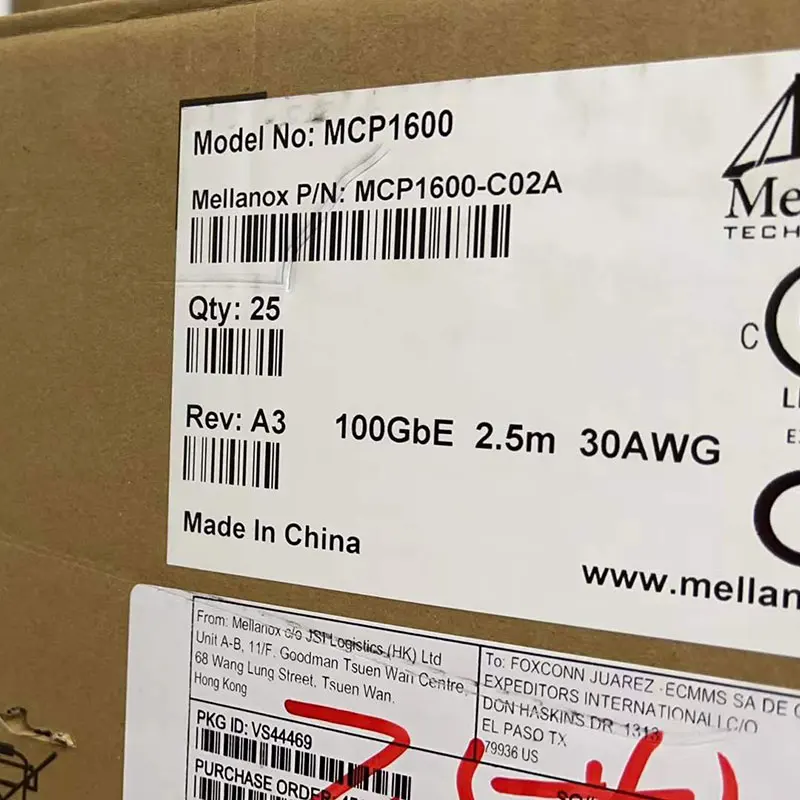 Model No: MCP1600
Mellanox P/N: MCP1600-C02A
Qty: 25
Rev: A3 100GbE 2.5m 30AWG
Made In China
Me
TECH
C
www.mellan
From: Mellanox c/o JSI Logistics (HK) Ltd
Unit A-B, 11/F, Goodman Tsuen Wan Centre,
68 Wang Lung Street, Tsuen Wan,
Hong Kong
To: FOXCONN JUAREZ -ECMMS SA DE C
EXPEDITORS INTERNATIONALLC/O
DON HASKINS DR 1313
EL PASO TX
79936 US
PKG ID: VS44469
PURCHASE ORDER: